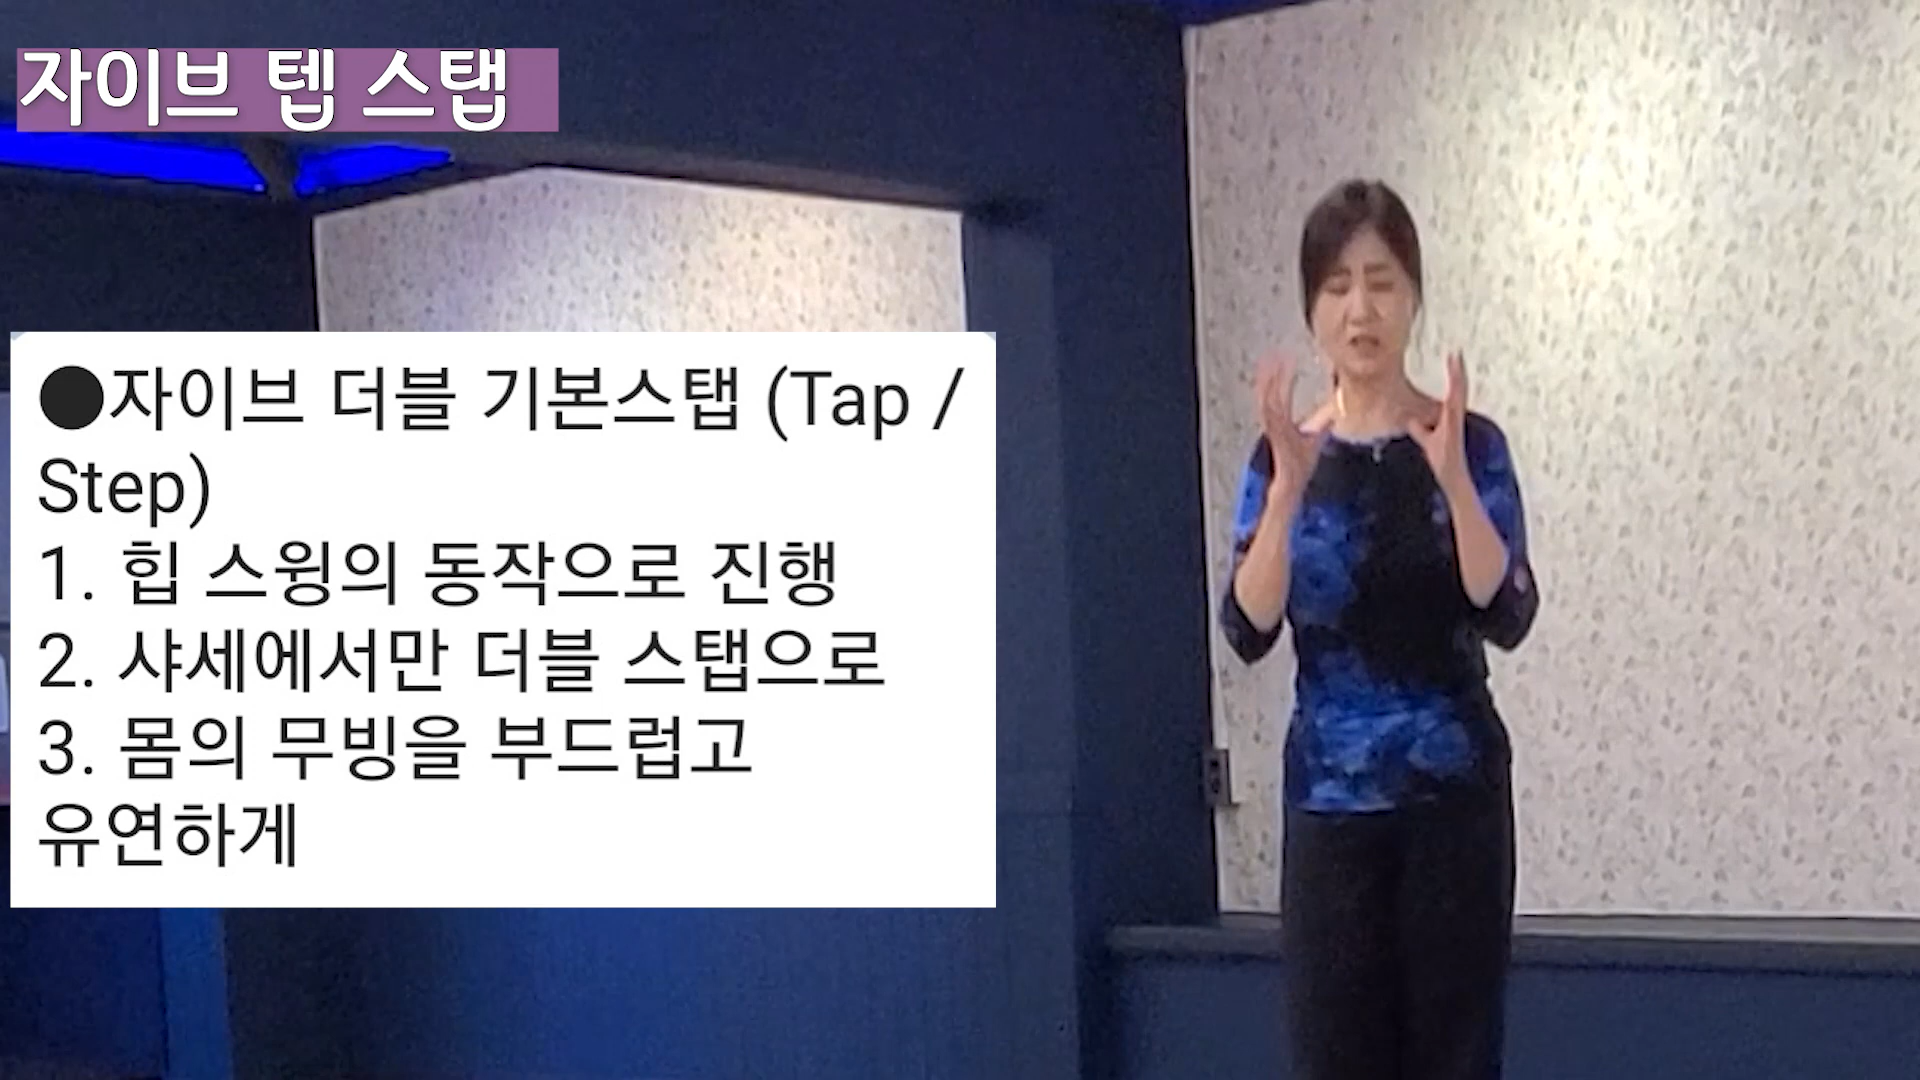 자이브 텝 스탭
●자이브 더블 기본스탭 (Tap /
Step)
1. 힙 스윙의 동작으로 진행
2. 샤세에서만 더블 스탭으로
3. 몸의 무빙을 부드럽고
유연하게